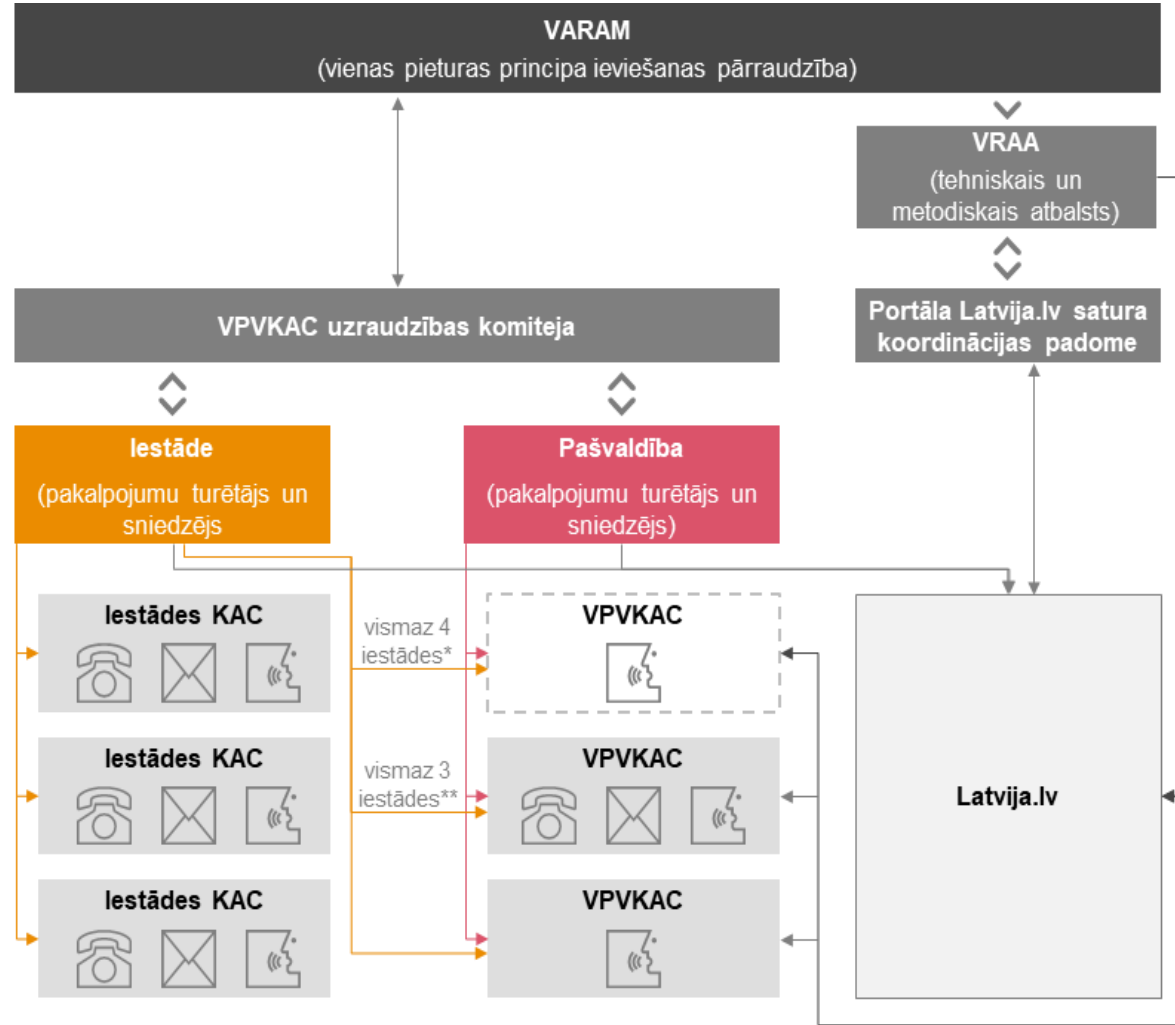 VARAM
(vienas pieturas principa ieviešanas pārraudzība)
VRAA
(tehniskais un
metodiskais atbalsts)
VPVKAC uzraudzības komiteja
Portāla Latvija.lv satura
koordinācijas padome
Iestāde
(pakalpojumu turētājs un
sniedzējs
Pašvaldība
(pakalpojumu turētājs un
sniedzējs)
Iestādes KAC
vismaz 4
iestādes*
VPVKAC
Iestādes KAC
vismaz 3
iestādes**
VPVKAC
Latvija.lv
Iestādes KAC
VPVKAC